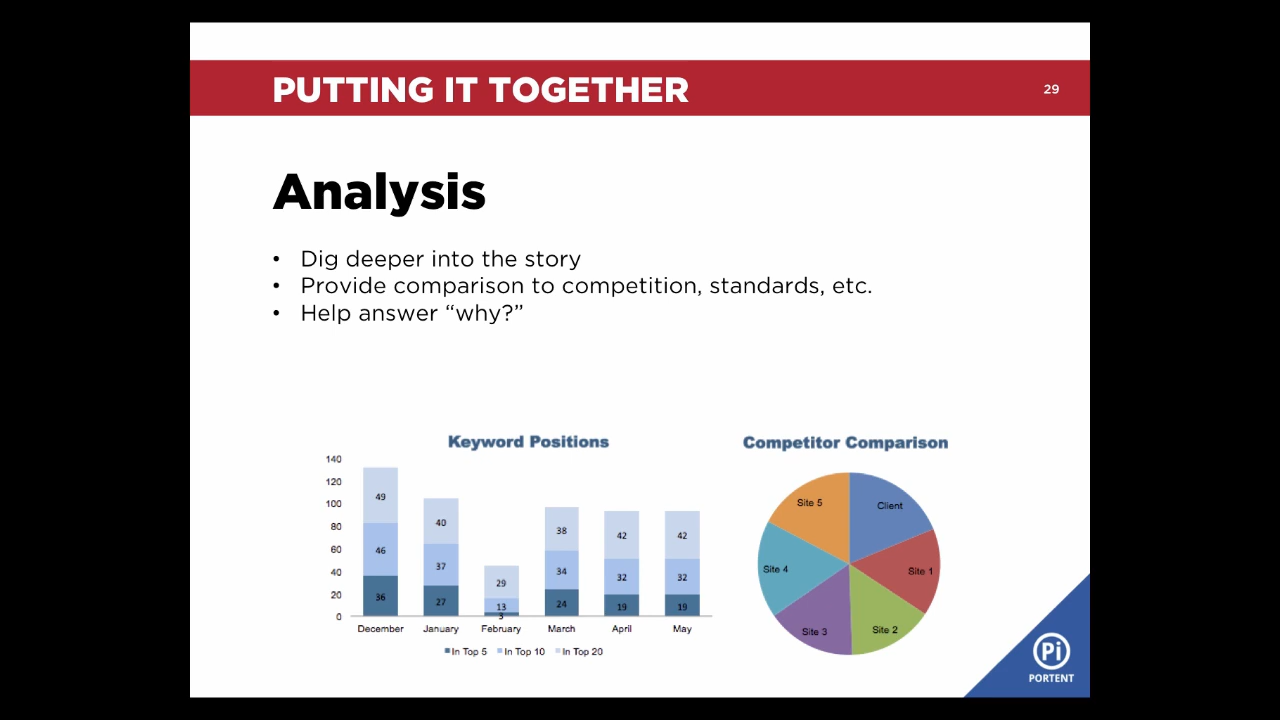 PUTTING IT TOGETHER
29
Analysis
• Dig deeper into the story
• Provide comparison to competition, standards, etc.
• Help answer “why?”
Keyword Positions
140
120
100
80
60
40
20
0
49
46
36
40
37
27
29
13
3
38
34
24
42
32
19
42
32
19
December January February March April May
In Top 5 In Top 10 In Top 20
Competitor Comparison
Client
Site 1
Site 2
Site 3
Site 4
Site 5
Pi
PORTENT